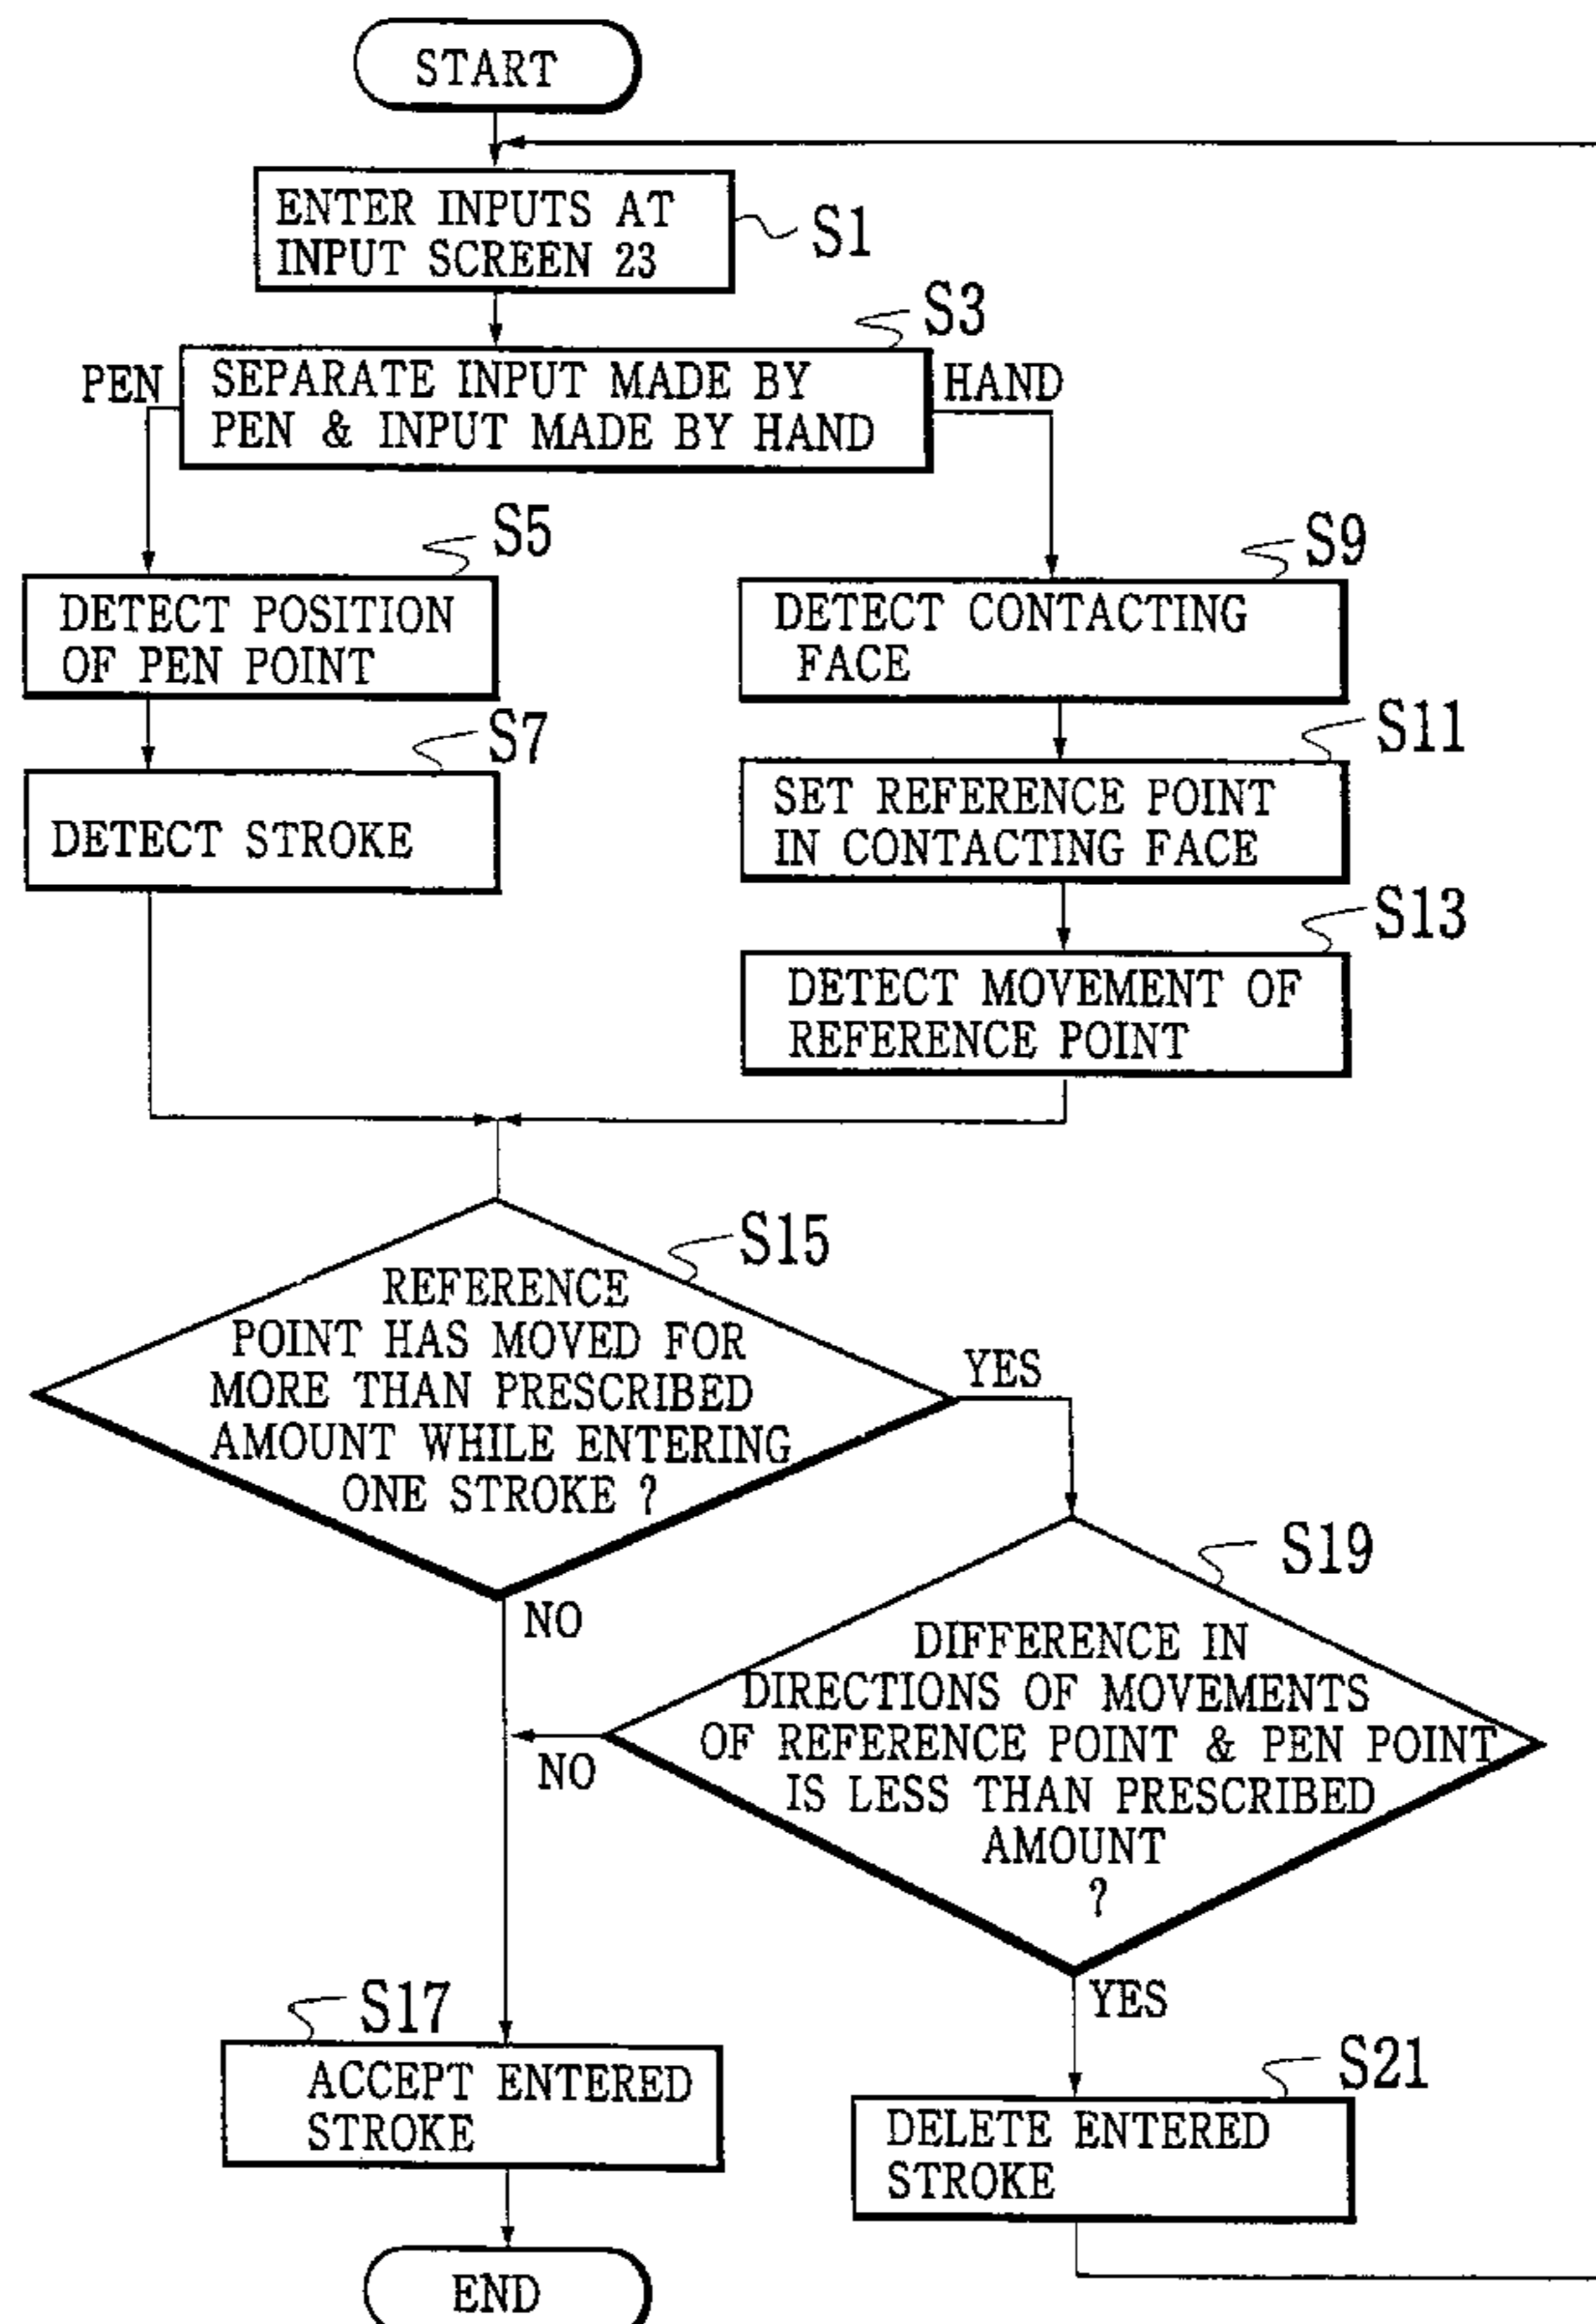 START
ENTER INPUTS AT
INPUT SCREEN 23
S1
S3
PEN
SEPARATE INPUT MADE BY
PEN & INPUT MADE BY HAND
HAND
S5
DETECT POSITION
OF PEN POINT
S7
DETECT STROKE
S9
DETECT CONTACTING
FACE
S11
SET REFERENCE POINT
IN CONTACTING FACE
S13
DETECT MOVEMENT OF
REFERENCE POINT
S15
REFERENCE
POINT HAS MOVED FOR
MORE THAN PRESCRIBED
AMOUNT WHILE ENTERING
ONE STROKE ?
YES
NO
S19
DIFFERENCE IN
DIRECTIONS OF MOVEMENTS
OF REFERENCE POINT & PEN POINT
IS LESS THAN PRESCRIBED
AMOUNT
?
NO
YES
S17
ACCEPT ENTERED
STROKE
S21
DELETE ENTERED
STROKE
END